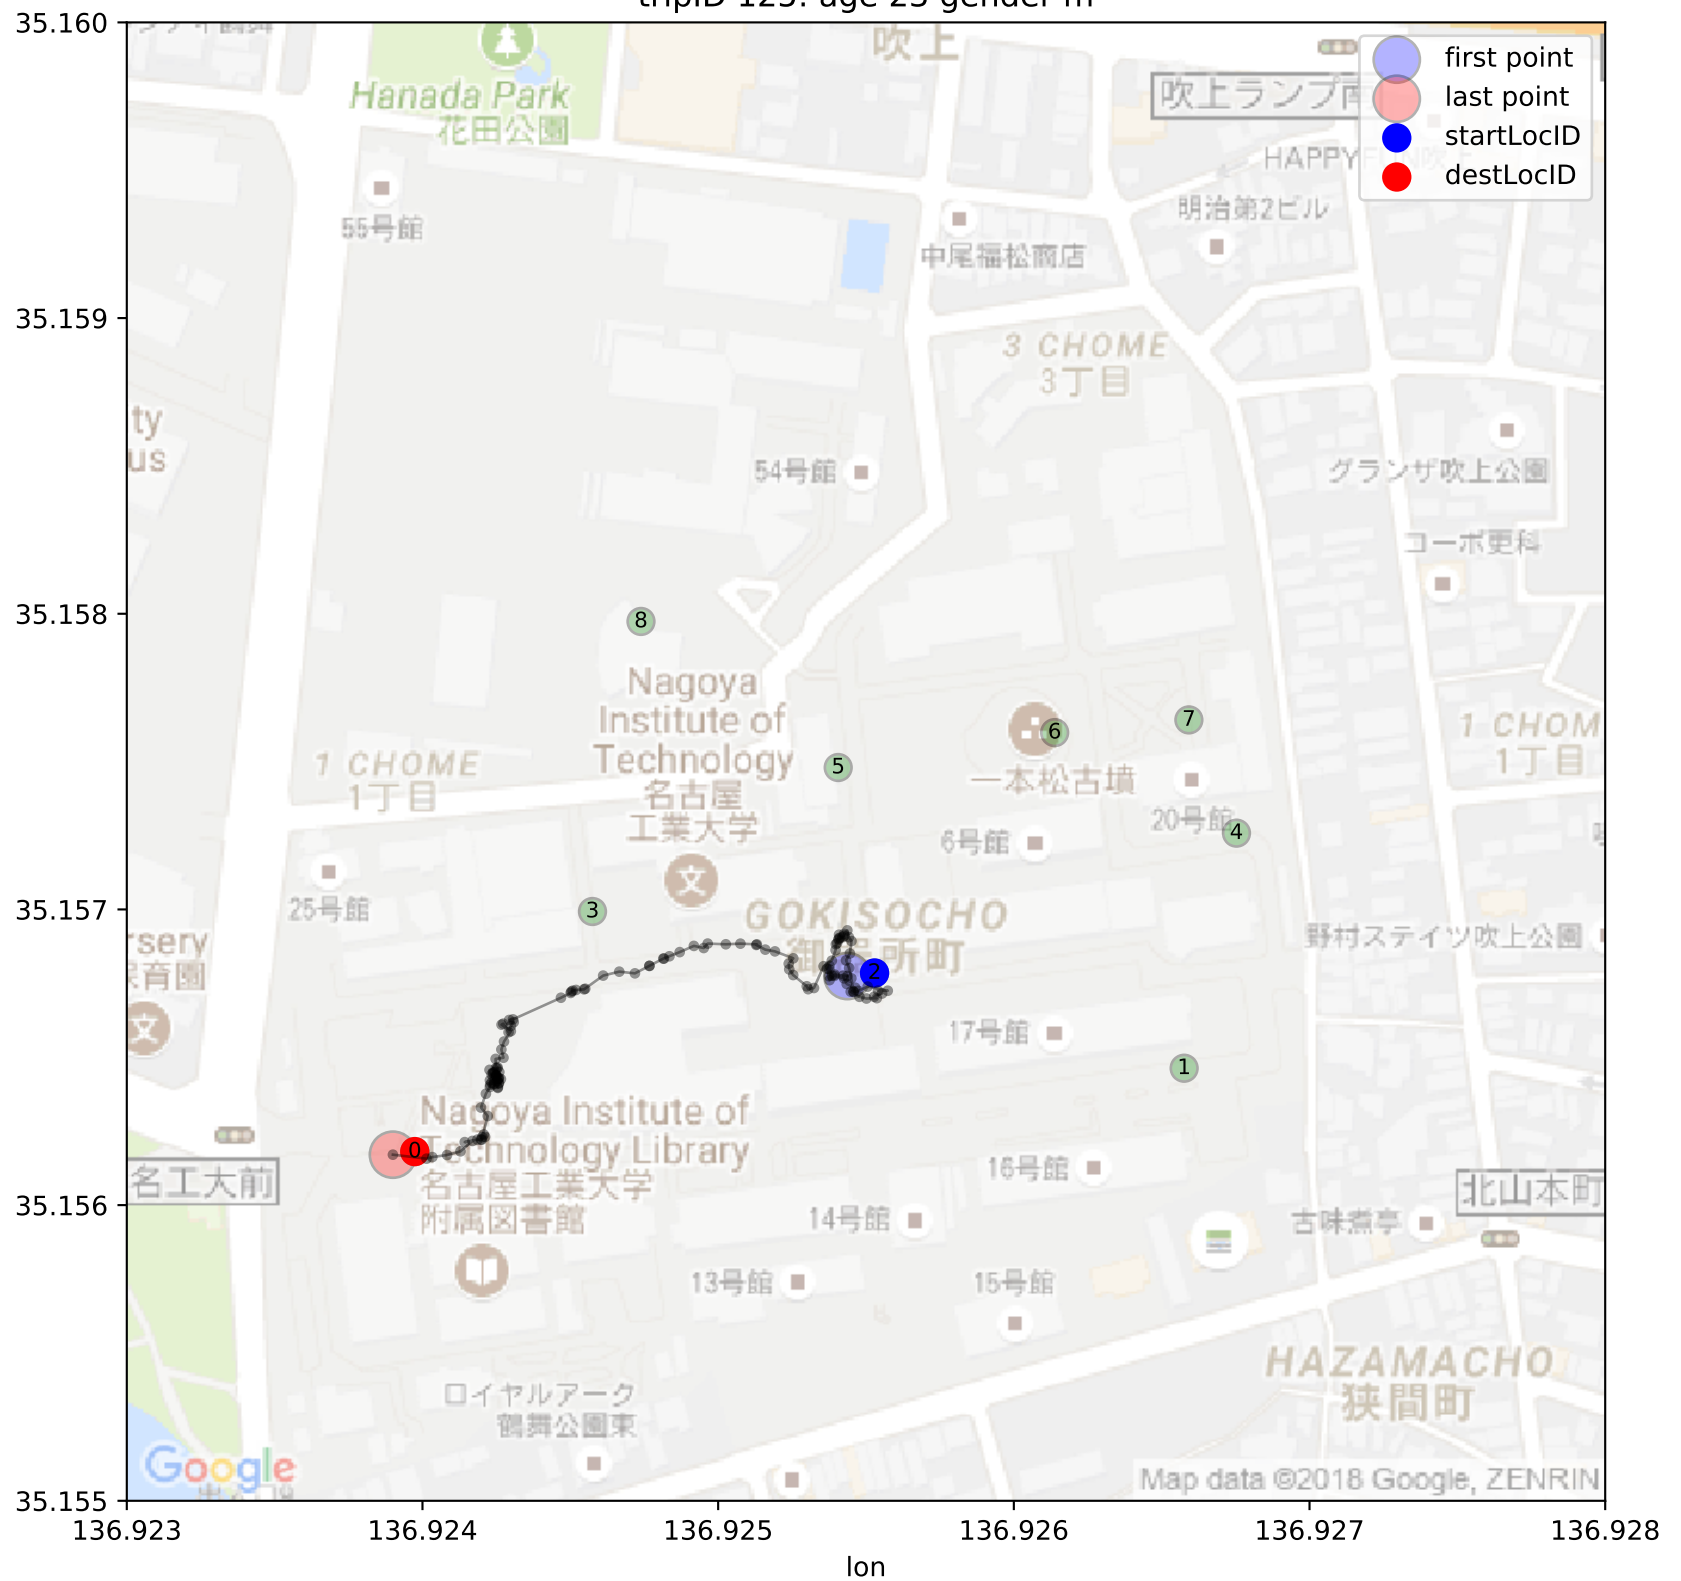 35.160
吹上
Hanada Park
花田公園
first point
last point
startLocID
destLocID
吹上ランプ南
55号館
明治第2ビル
中尾福松商店
35.159
3 CHOME
3丁目
ty
us
54号館
グランザ吹上公園
コーポ更科
35.158
8
Nagoya
Institute of
Technology
名古屋
工業大学
7
6
5
1 CHOME
1丁目
1 CHOM
1丁目
一本松古墳
20号館
4
6号館
25号館
35.157
3
GOKISOCHO
御器所町
野村ステイツ吹上公園
rsery
保育園
2
17号館
1
Nagoya Institute of
Technology Library
名古屋工業大学
附属図書館
0
名工大前
16号館
北山本町
35.156
14号館
古味煮亭
13号館
15号館
HAZAMACHO
狭間町
ロイヤルアーク
鶴舞公園東
Google
Map data ©2018 Google, ZENRIN
35.155
136.923
136.924
136.925
136.926
136.927
136.928
lon